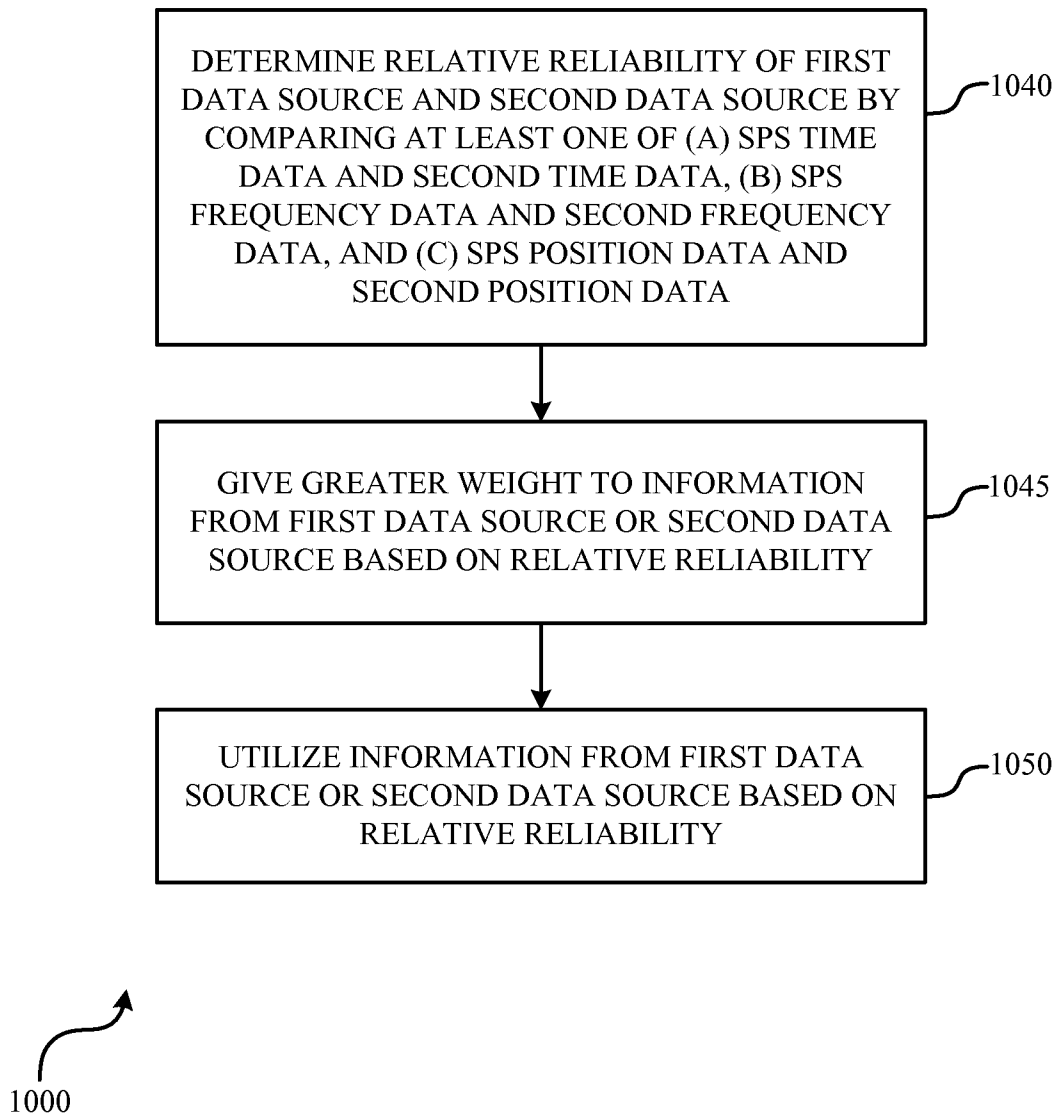 DETERMINE RELATIVE RELIABILITY OF FIRST
DATA SOURCE AND SECOND DATA SOURCE BY
COMPARING AT LEAST ONE OF (A) SPS TIME
DATA AND SECOND TIME DATA, (B) SPS
FREQUENCY DATA AND SECOND FREQUENCY
DATA, AND (C) SPS POSITION DATA AND
SECOND POSITION DATA
1040
GIVE GREATER WEIGHT TO INFORMATION
FROM FIRST DATA SOURCE OR SECOND DATA
SOURCE BASED ON RELATIVE RELIABILITY
1045
UTILIZE INFORMATION FROM FIRST DATA
SOURCE OR SECOND DATA SOURCE BASED ON
RELATIVE RELIABILITY
1050
1000